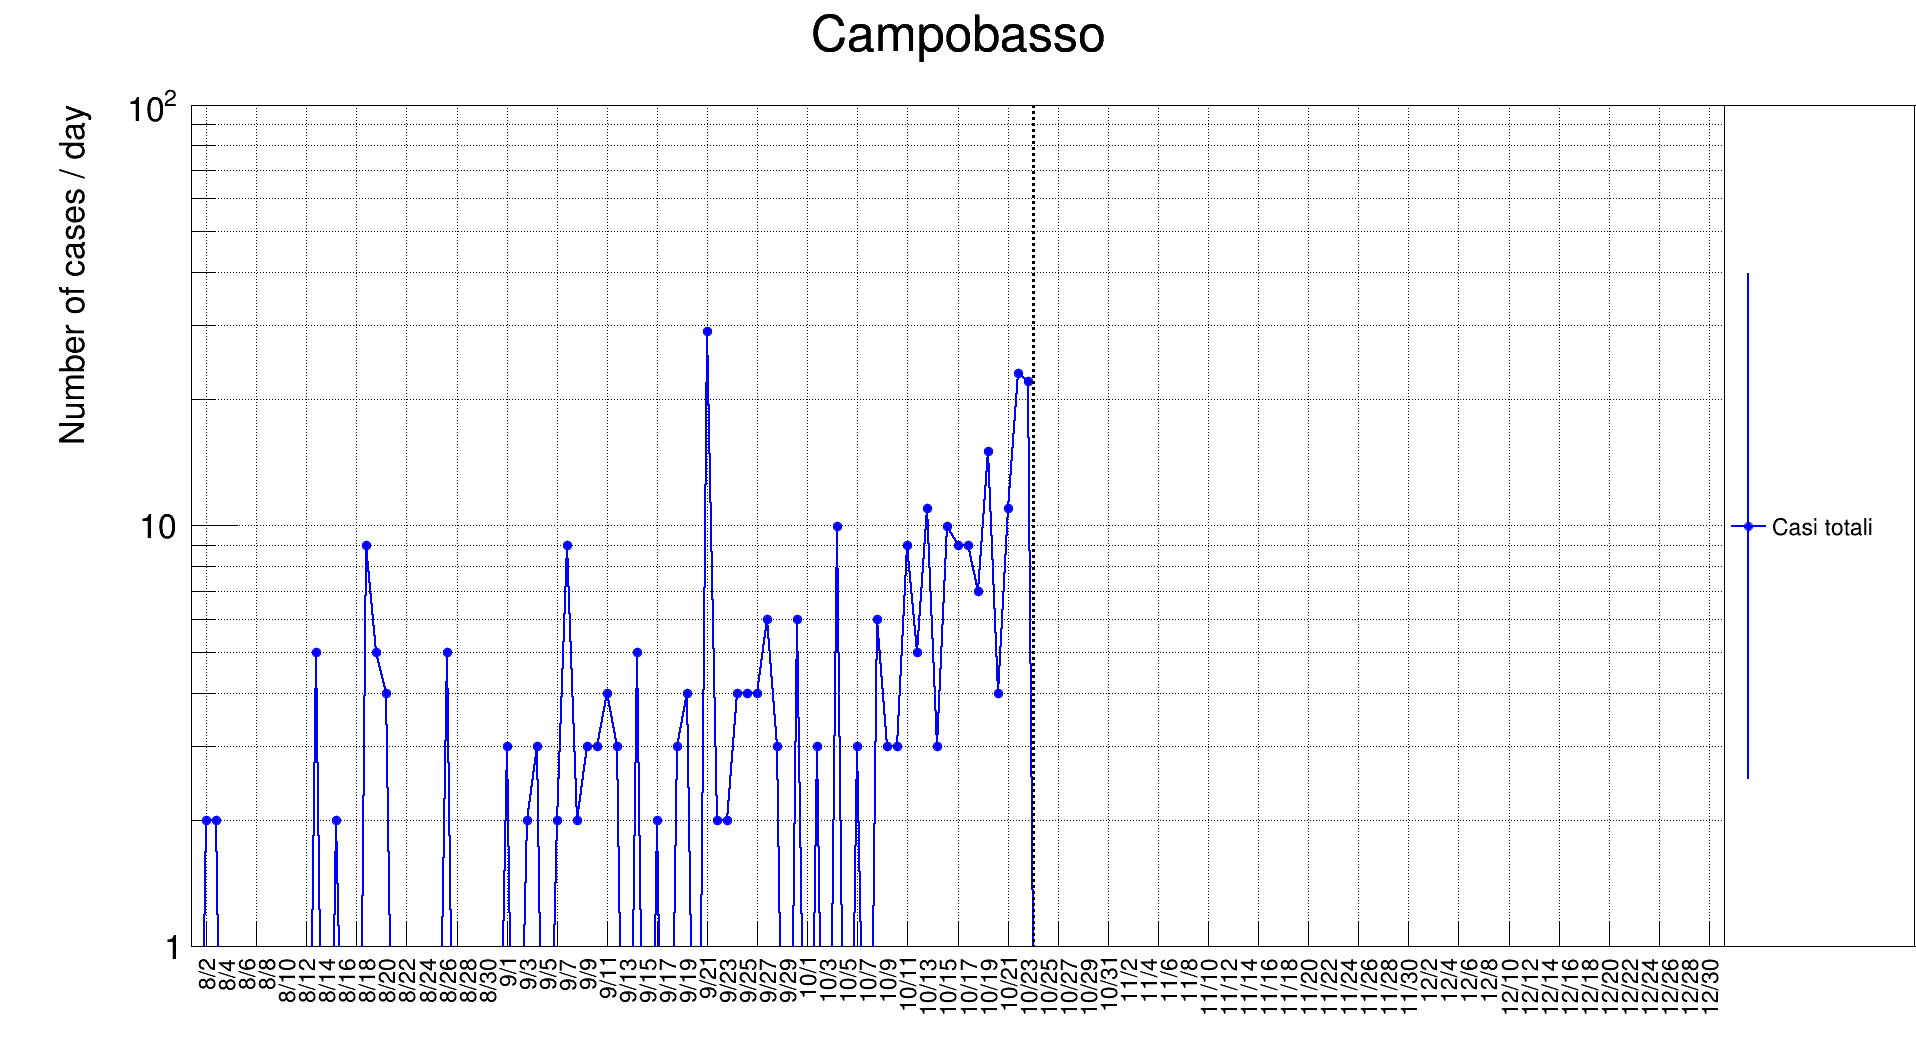 Campobasso
Number of cases / day
10²
10
1
8/2 8/4 8/6 8/8 8/10 8/12 8/14 8/16 8/18 8/20 8/22 8/24 8/26 8/28 8/30 9/1 9/3 9/5 9/7 9/9 9/11 9/13 9/15 9/17 9/19 9/21 9/23 9/25 9/27 9/29 10/1 10/3 10/5 10/7 10/9 10/11 10/13 10/15 10/17 10/19 10/21 10/23 10/25 10/27 10/29 10/31 11/2 11/4 11/6 11/8 11/10 11/12 11/14 11/16 11/18 11/20 11/22 11/24 11/26 11/28 11/30 12/2 12/4 12/6 12/8 12/10 12/12 12/14 12/16 12/18 12/20 12/22 12/24 12/26 12/28 12/30
Casi totali